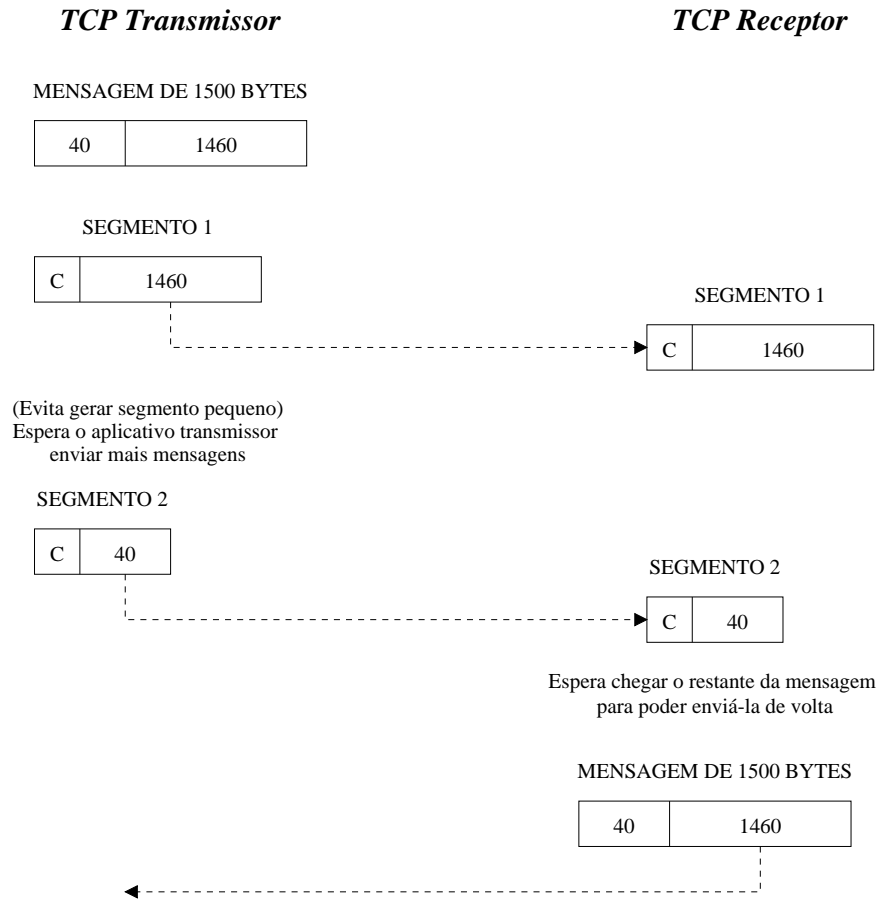 TCP Transmissor
TCP Receptor
MENSAGEM DE 1500 BYTES
40 1460
SEGMENTO 1
C 1460
SEGMENTO 1
C 1460
(Evita gerar segmento pequeno)
Espera o aplicativo transmissor
enviar mais mensagens
SEGMENTO 2
C 40
SEGMENTO 2
C 40
Espera chegar o restante da mensagem
para poder enviá-la de volta
MENSAGEM DE 1500 BYTES
40 1460